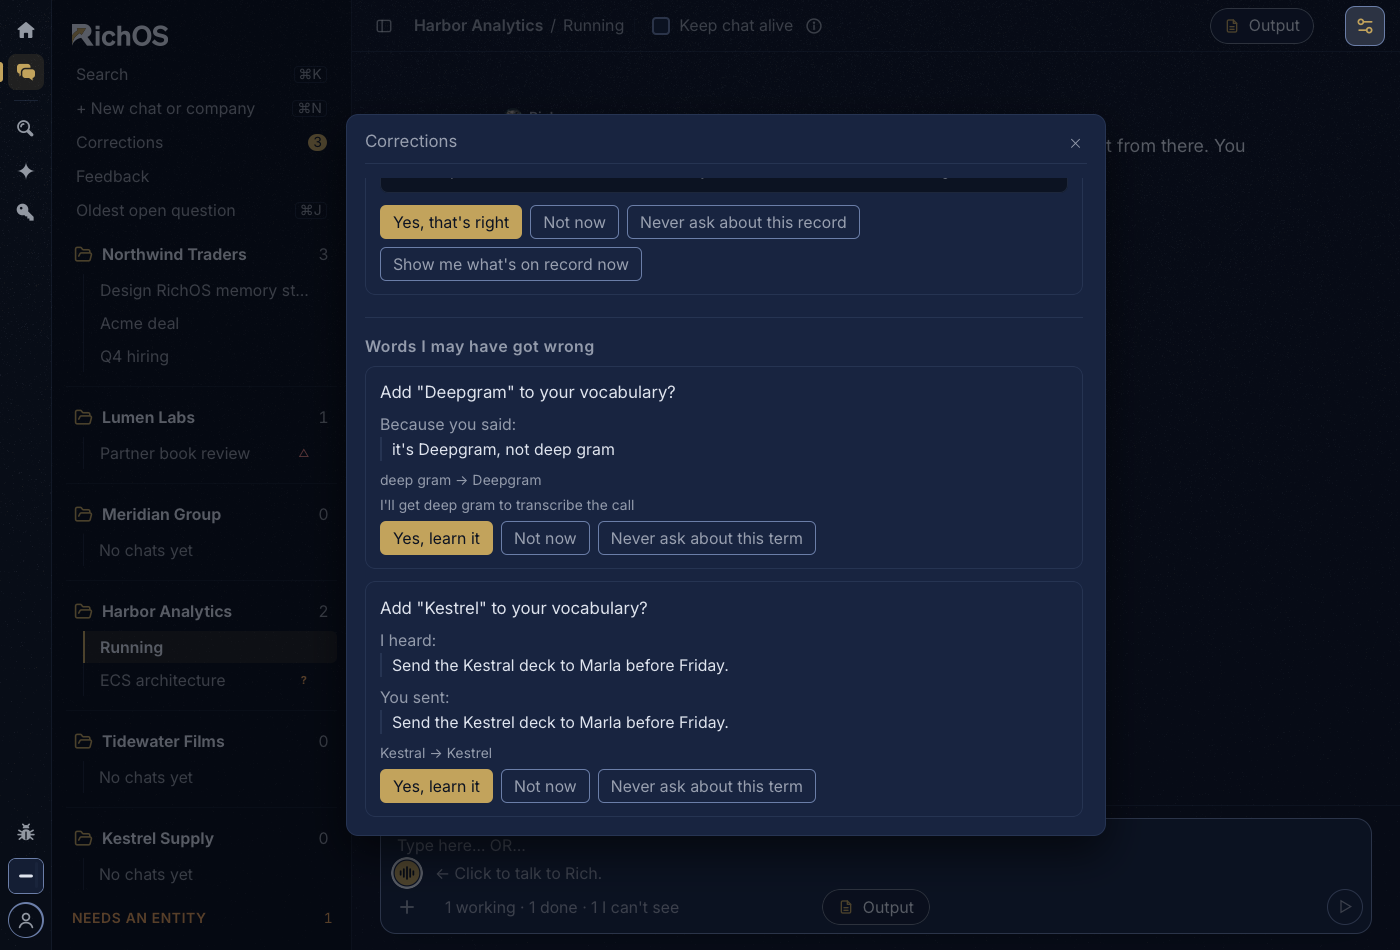 RichOS
Search ⌘K
+ New chat or company ⌘N
Corrections 3
Feedback
Oldest open question ⌘J
Northwind Traders 3
Design RichOS memory st...
Acme deal
Q4 hiring
Lumen Labs 1
Partner book review
Meridian Group 0
No chats yet
Harbor Analytics 2
Running
ECS architecture ?
Tidewater Films 0
No chats yet
Kestrel Supply 0
No chats yet
NEEDS AN ENTITY 1
Harbor Analytics / Running Keep chat alive Output
t from there. You
Corrections
Yes, that's right Not now Never ask about this record
Show me what's on record now
Words I may have got wrong
Add "Deepgram" to your vocabulary?
Because you said:
it's Deepgram, not deep gram
deep gram → Deepgram
I'll get deep gram to transcribe the call
Yes, learn it Not now Never ask about this term
Add "Kestrel" to your vocabulary?
I heard:
Send the Kestral deck to Marla before Friday.
You sent:
Send the Kestrel deck to Marla before Friday.
Kestral → Kestrel
Yes, learn it Not now Never ask about this term
Type here... OR...
← Click to talk to Rich.
1 working · 1 done · 1 I can't see Output